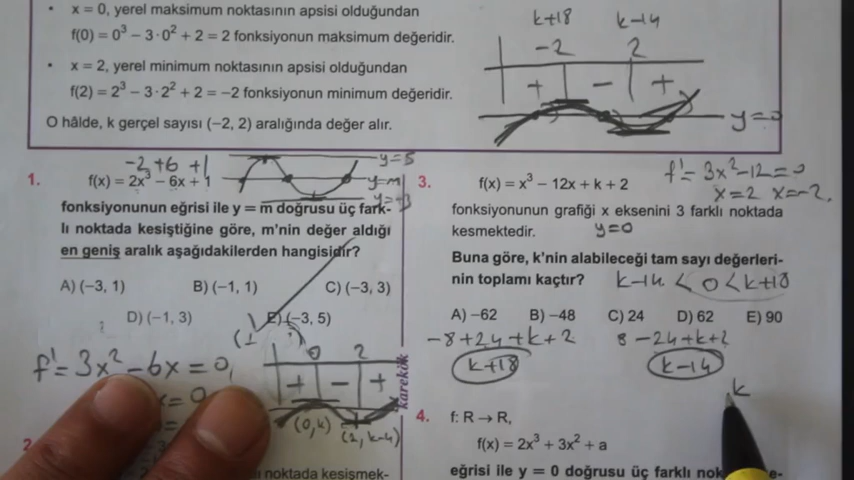 • x = 0, yerel maksimum noktasının apsisi olduğundan
f(0) = 0³ – 3·0² + 2 = 2 fonksiyonun maksimum değeridir.
• x = 2, yerel minimum noktasının apsisi olduğundan
f(2) = 2³ – 3·2² + 2 = –2 fonksiyonun minimum değeridir.
O hâlde, k gerçel sayısı (–2, 2) aralığında değer alır.
k+18 k-14
-2 2
+ - +
y=0
-2+6+1
1. f(x) = 2x³ – 6x + 1
y=5
y=m
y=-3
fonksiyonunun eğrisi ile y = m doğrusu üç fark-
lı noktada kesiştiğine göre, m'nin değer aldığı
en geniş aralık aşağıdakilerden hangisidir?
A) (–3, 1) B) (–1, 1) C) (–3, 3)
D) (–1, 3) E) (–3, 5)
f'= 3x²-6x = 0,
0 2
+ - +
(0,k)
(2,k-4)
karekök
noktada kesişmek-
3. f(x) = x³ – 12x + k + 2
f'= 3x²-12=0
x=2 x=-2,
fonksiyonunun grafiği x eksenini 3 farklı noktada
kesmektedir.
y=0
Buna göre, k'nin alabileceği tam sayı değerleri-
nin toplamı kaçtır?
k-14 < 0 < k+18
A) –62 B) –48 C) 24 D) 62 E) 90
-8+24+k+2
k+18
8-24+k+2
k-14
k
4. f: R → R,
f(x) = 2x³ + 3x² + a
eğrisi ile y = 0 doğrusu üç farklı